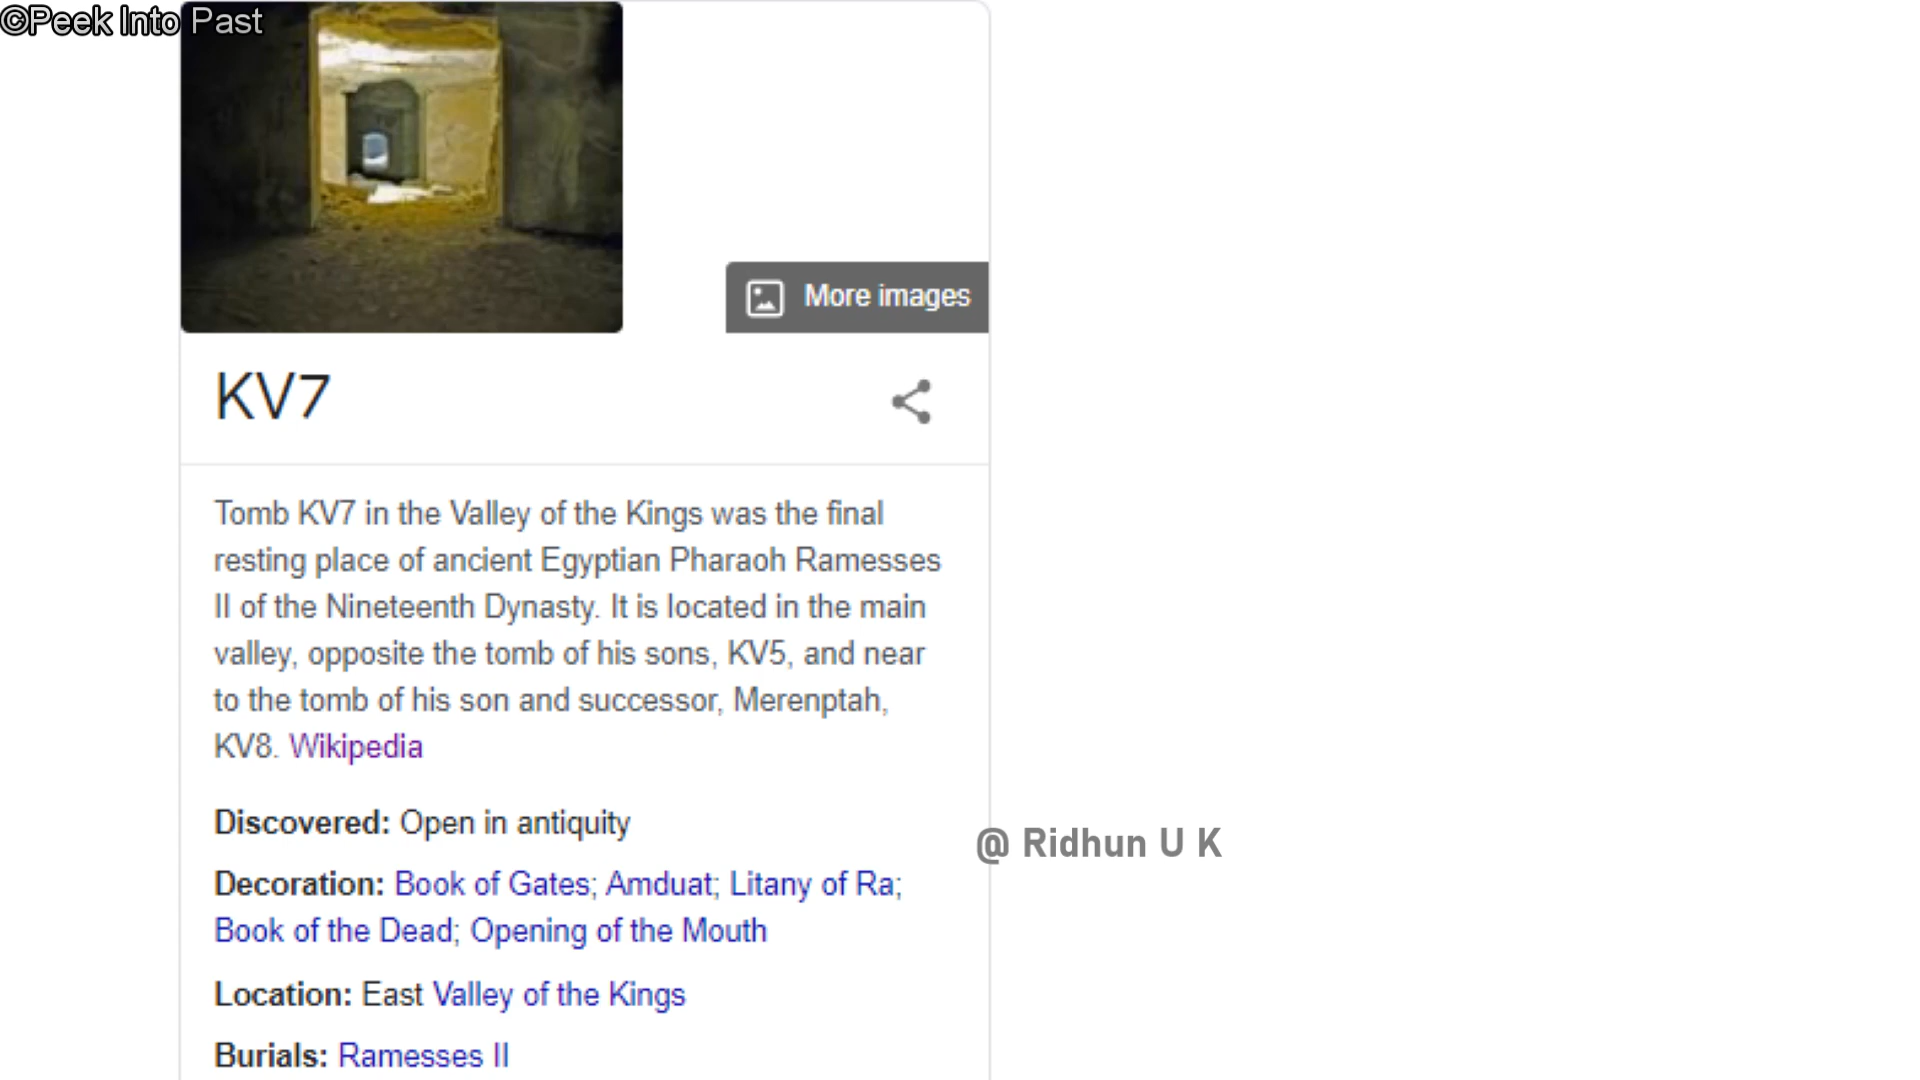 ©Peek Into Past
More images
KV7
Tomb KV7 in the Valley of the Kings was the final
resting place of ancient Egyptian Pharaoh Ramesses
II of the Nineteenth Dynasty. It is located in the main
valley, opposite the tomb of his sons, KV5, and near
to the tomb of his son and successor, Merenptah,
KV8. Wikipedia
Discovered: Open in antiquity
@ Ridhun U K
Decoration: Book of Gates; Amduat; Litany of Ra;
Book of the Dead; Opening of the Mouth
Location: East Valley of the Kings
Burials: Ramesses II